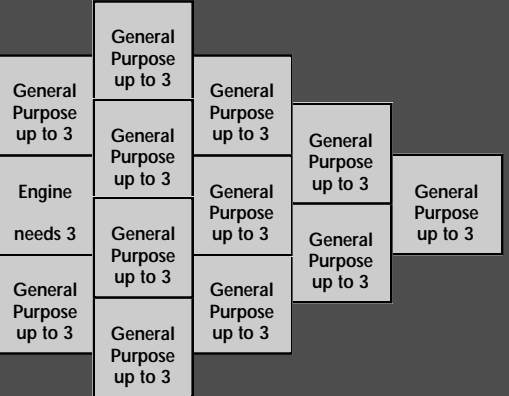 General
Purpose
up to 3
General
Purpose
up to 3
Engine
needs 3
General
Purpose
up to 3
General
Purpose
up to 3
General
Purpose
up to 3
General
Purpose
up to 3
General
Purpose
up to 3
General
Purpose
up to 3
General
Purpose
up to 3
General
Purpose
up to 3
General
Purpose
up to 3
General
Purpose
up to 3
General
Purpose
up to 3